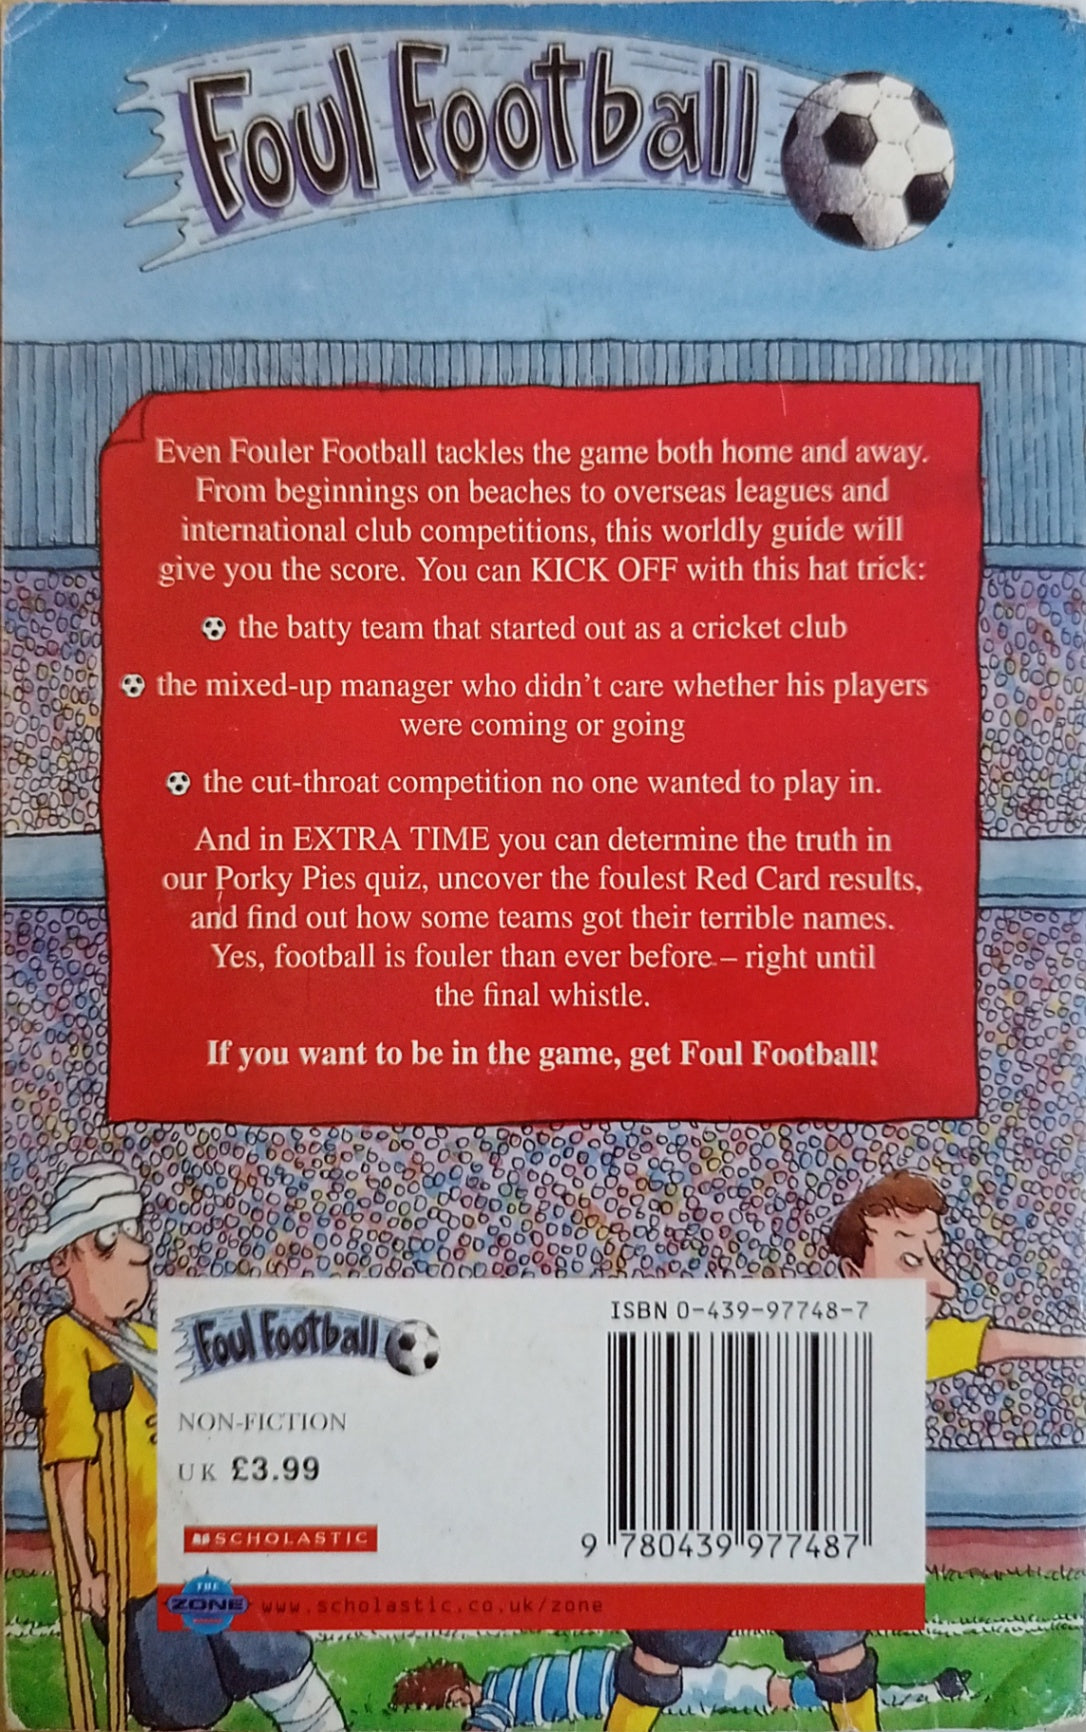 Foul Football
Even Fouler Football tackles the game both home and away.
From beginnings on beaches to overseas leagues and
international club competitions, this worldly guide will
give you the score. You can KICK OFF with this hat trick:
the batty team that started out as a cricket club
the mixed-up manager who didn't care whether his players
were coming or going
the cut-throat competition no one wanted to play in.
And in EXTRA TIME you can determine the truth in
our Porky Pies quiz, uncover the foulest Red Card results,
and find out how some teams got their terrible names.
Yes, football is fouler than ever before – right until
the final whistle.
If you want to be in the game, get Foul Football!
Foul Football
NON-FICTION
UK £3.99
SCHOLASTIC
ISBN 0-439-97748-7
9 780439 977487
THE
ZONE
www.scholastic.co.uk/zone